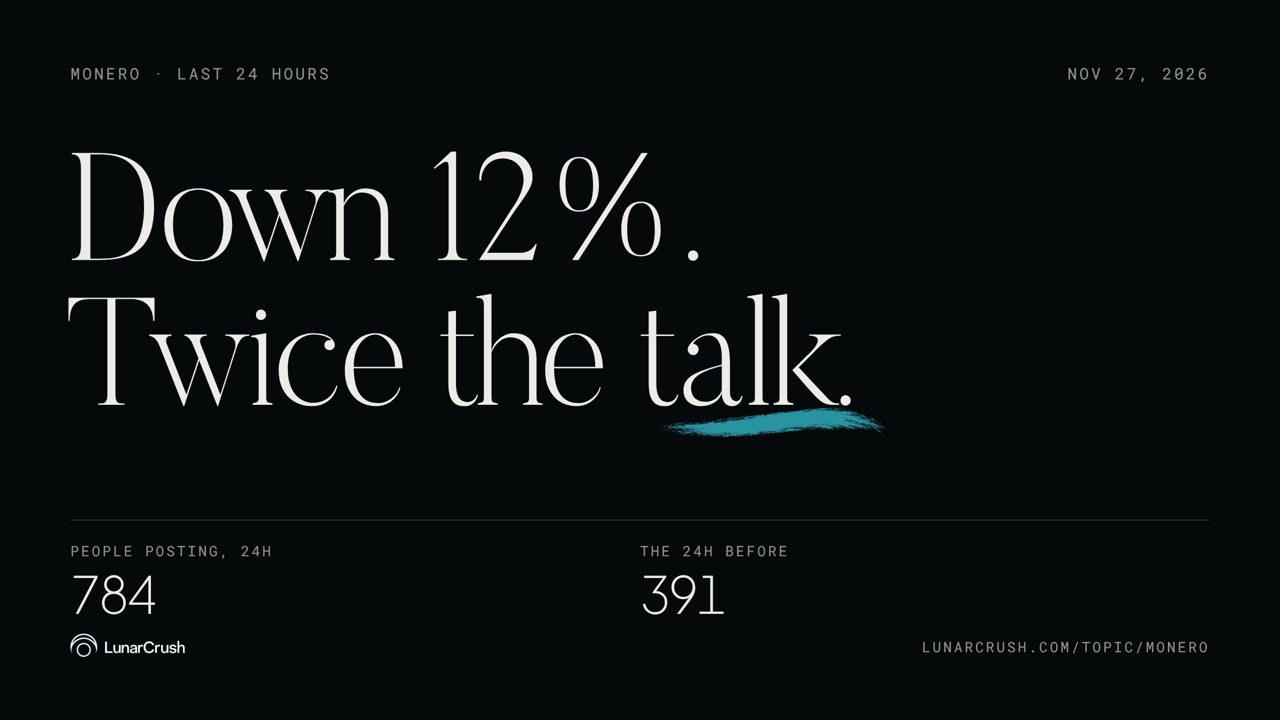 MONERO · LAST 24 HOURS
NOV 27, 2026
Down 12%.
Twice the talk.
PEOPLE POSTING, 24H
THE 24H BEFORE
784
391
LunarCrush
LUNARCRUSH.COM/TOPIC/MONERO